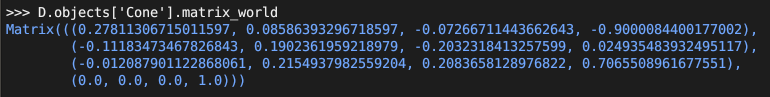 >>> D.objects['Cone'].matrix_world
Matrix(((0.27811306715011597, 0.08586393296718597, -0.07266711443662643, -0.9000084400177002),
(-0.11183473467826843, 0.1902361959218979, -0.2032318413257599, 0.024935483932495117),
(-0.012087901122868061, 0.2154937982559204, 0.2083658128976822, 0.7065508961677551),
(0.0, 0.0, 0.0, 1.0)))